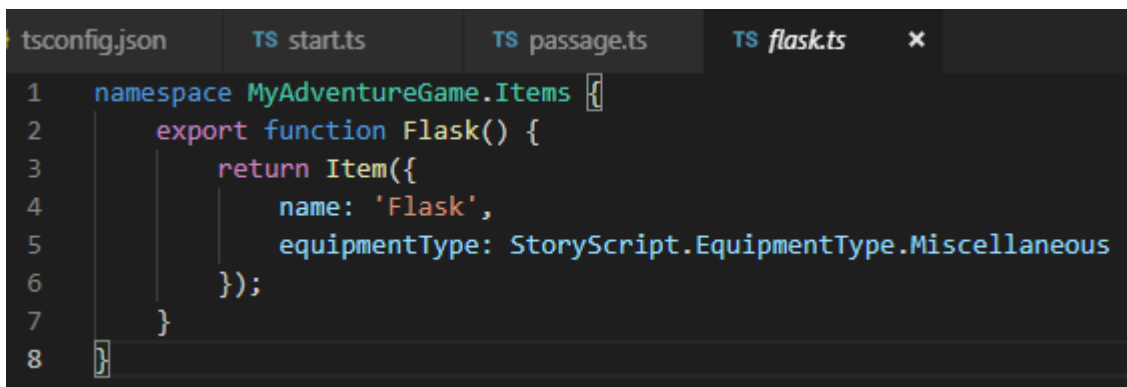 tsconfig.json TS start.ts TS passage.ts TS flask.ts ×
1 namespace MyAdventureGame.Items {
2     export function Flask() {
3         return Item({
4             name: 'Flask',
5             equipmentType: StoryScript.EquipmentType.Miscellaneous
6         });
7     }
8 }